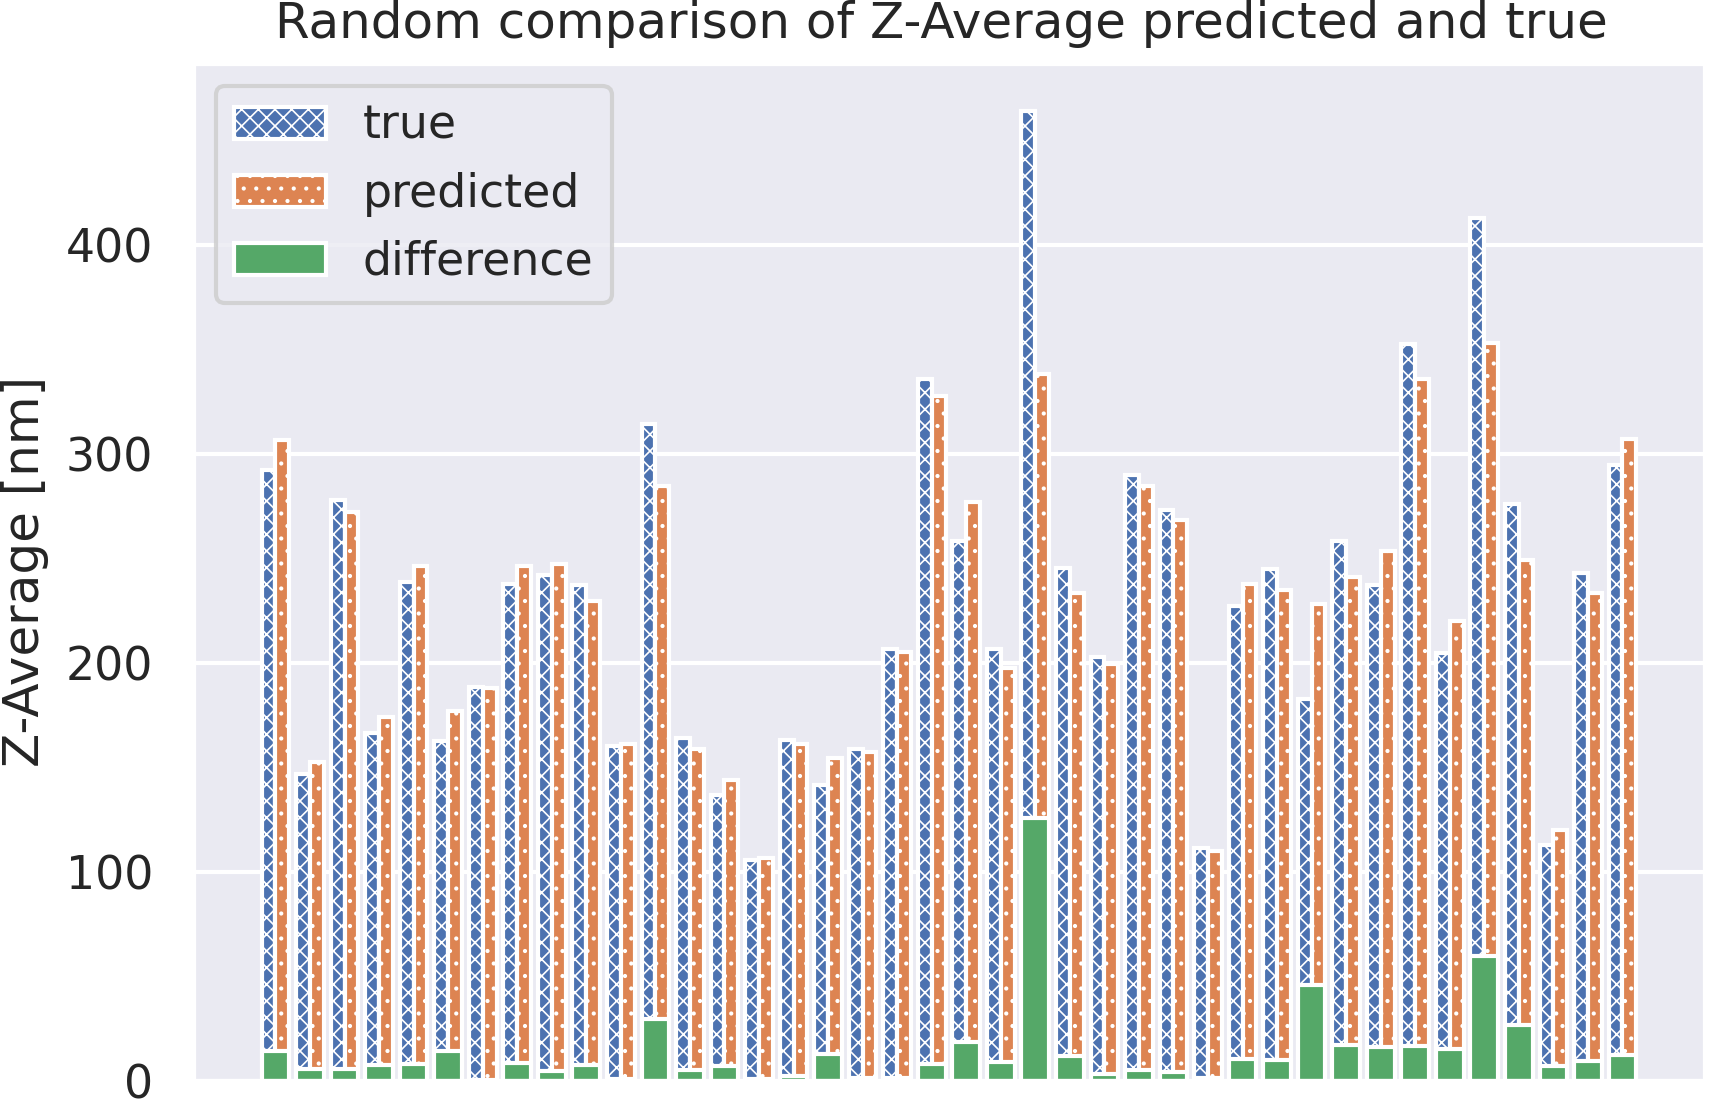 Random comparison of Z-Average predicted and true
true
predicted
difference
Z-Average [nm]
400
300
200
100
0